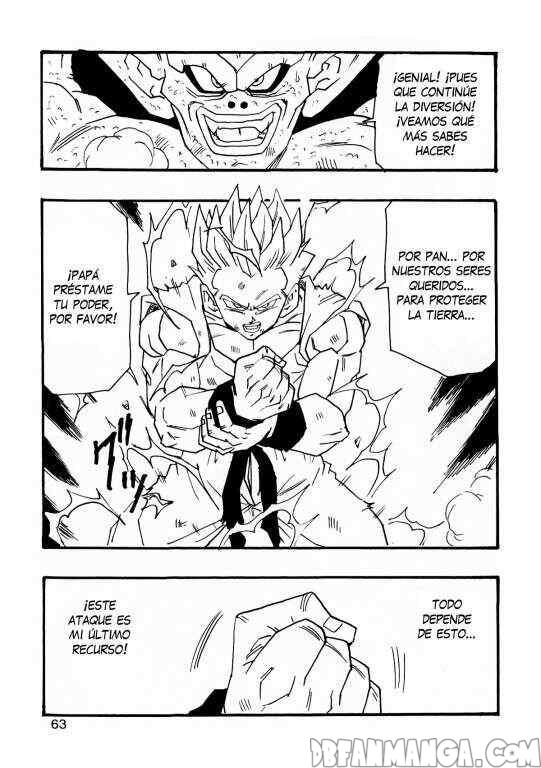 ¡GENIAL! ¡PUES
QUE CONTINÚE
LA DIVERSIÓN!
¡VEAMOS QUÉ
MÁS SABES
HACER!
POR PAN... POR
NUESTROS SERES
QUERIDOS...
PARA PROTEGER
LA TIERRA...
¡PAPÁ
PRÉSTAME
TU PODER,
POR FAVOR!
TODO
DEPENDE
DE ESTO...
¡ESTE
ATAQUE ES
MI ÚLTIMO
RECURSO!
63
DBFANMANGA.COM